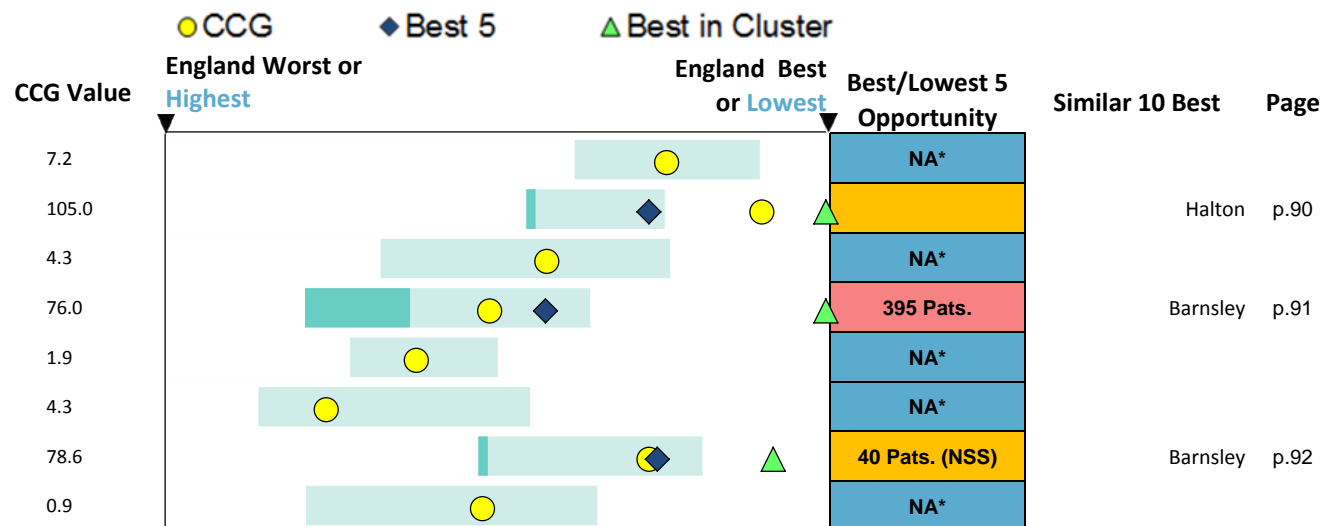 CCG Best 5 Best in Cluster
CCG Value England Worst or Highest England Best or Lowest Best/Lowest 5 Opportunity Similar 10 Best Page
7.2 NA*
105.0 Halton p.90
4.3 NA*
76.0 395 Pats. Barnsley p.91
1.9 NA*
4.3 NA*
78.6 40 Pats. (NSS) Barnsley p.92
0.9 NA*